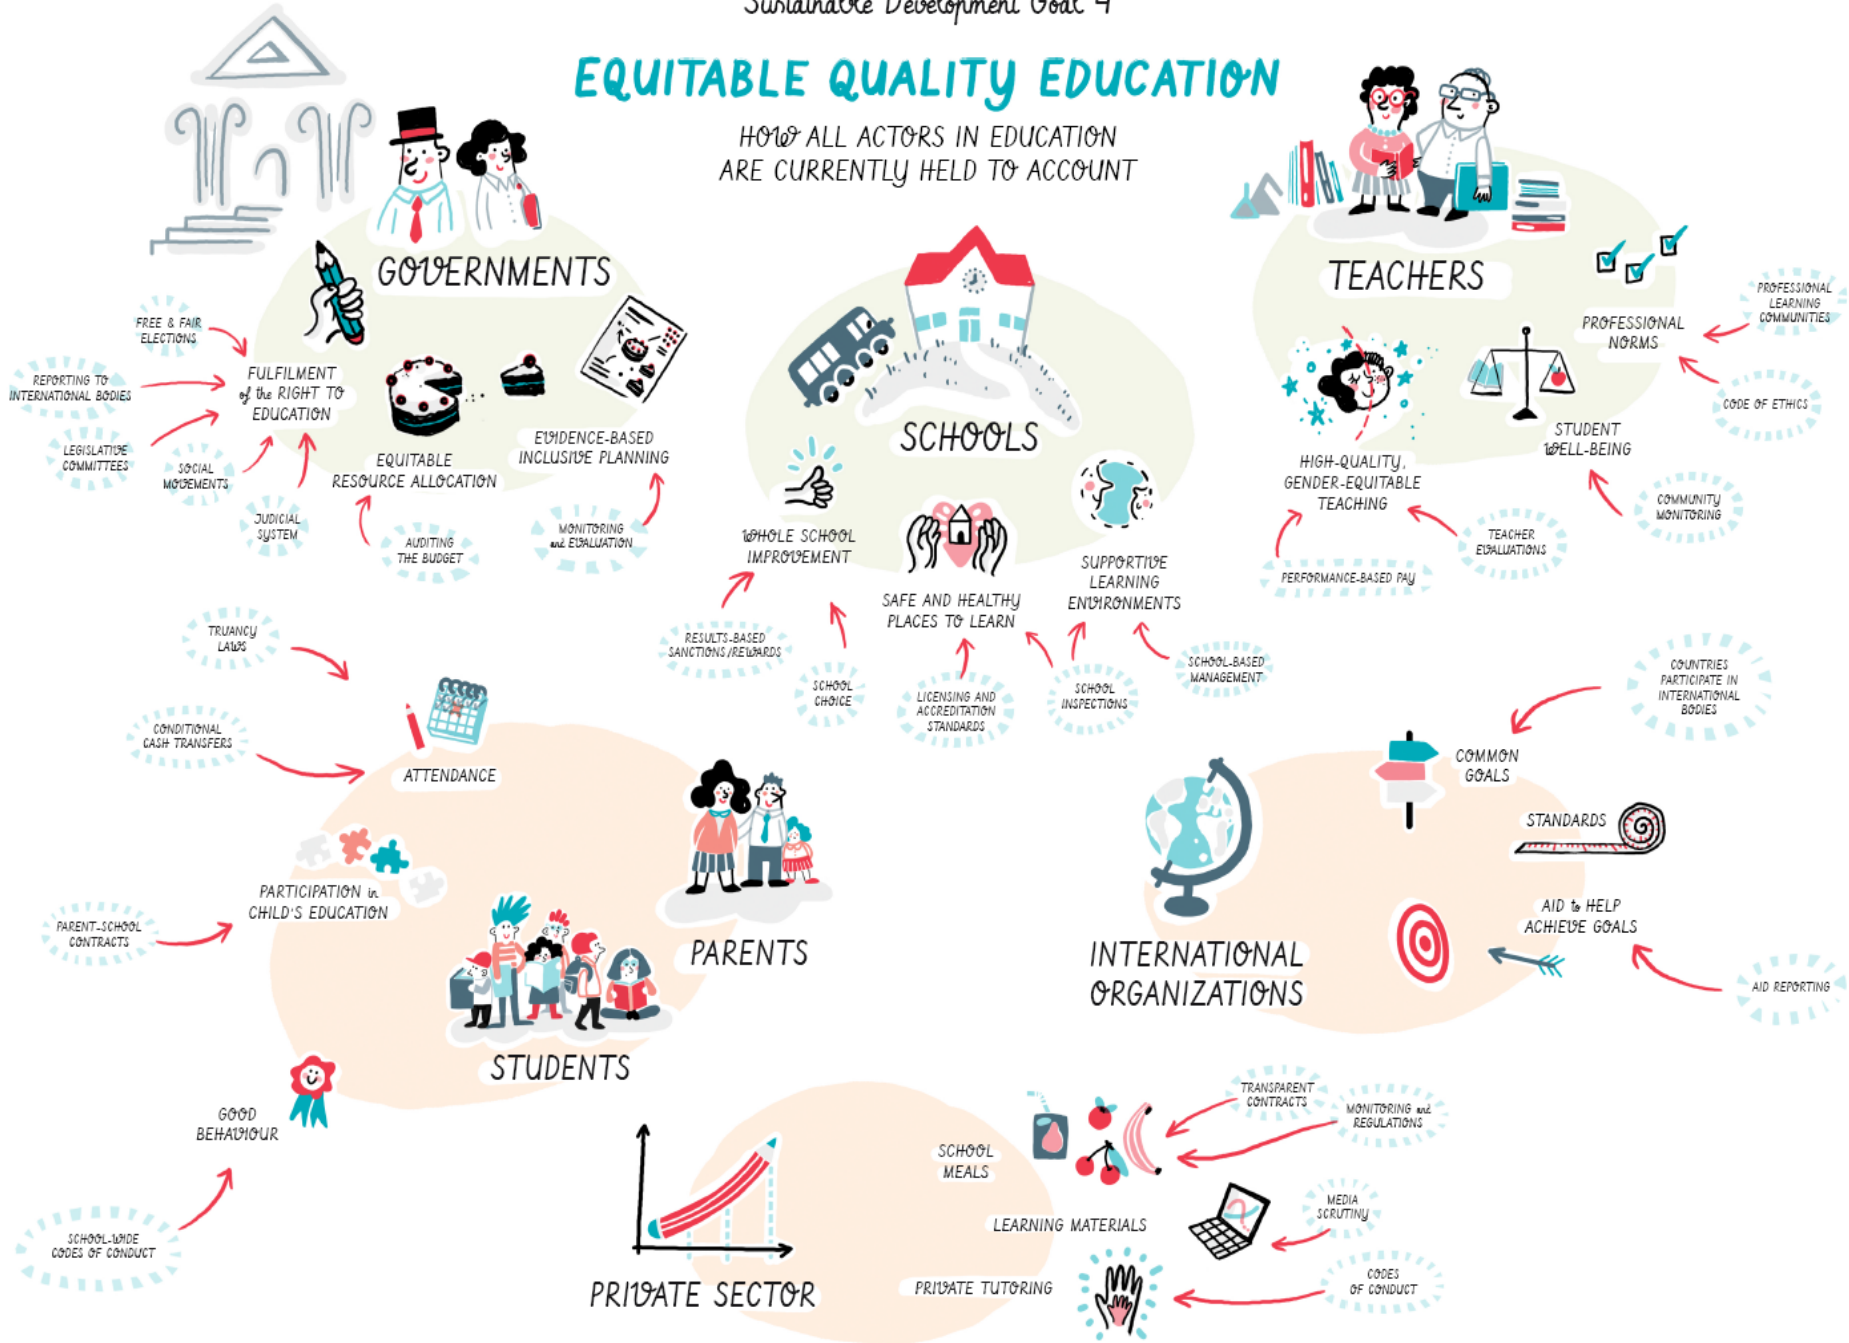 Sustainable Development Goal 4
EQUITABLE QUALITY EDUCATION
HOW ALL ACTORS IN EDUCATION
ARE CURRENTLY HELD TO ACCOUNT
GOVERNMENTS
FREE & FAIR
ELECTIONS
REPORTING TO
INTERNATIONAL BODIES
LEGISLATIVE
COMMITTEES
SOCIAL
MOVEMENTS
JUDICIAL
SYSTEM
FULFILMENT
of the RIGHT TO
EDUCATION
EQUITABLE
RESOURCE ALLOCATION
AUDITING
THE BUDGET
EVIDENCE-BASED
INCLUSIVE PLANNING
MONITORING
and EVALUATION
SCHOOLS
WHOLE SCHOOL
IMPROVEMENT
RESULTS-BASED
SANCTIONS/REWARDS
SCHOOL
CHOICE
SAFE AND HEALTHY
PLACES TO LEARN
LICENSING AND
ACCREDITATION
STANDARDS
SCHOOL
INSPECTIONS
SUPPORTIVE
LEARNING
ENVIRONMENTS
SCHOOL-BASED
MANAGEMENT
TEACHERS
PROFESSIONAL
NORMS
PROFESSIONAL
LEARNING
COMMUNITIES
CODE OF ETHICS
STUDENT
WELL-BEING
COMMUNITY
MONITORING
HIGH-QUALITY,
GENDER-EQUITABLE
TEACHING
TEACHER
EVALUATIONS
PERFORMANCE-BASED PAY
TRUANCY
LAWS
CONDITIONAL
CASH TRANSFERS
ATTENDANCE
PARTICIPATION in
CHILD'S EDUCATION
PARENT-SCHOOL
CONTRACTS
PARENTS
STUDENTS
GOOD
BEHAVIOUR
SCHOOL-WIDE
CODES OF CONDUCT
INTERNATIONAL
ORGANIZATIONS
COUNTRIES
PARTICIPATE IN
INTERNATIONAL
BODIES
COMMON
GOALS
STANDARDS
AID to HELP
ACHIEVE GOALS
AID REPORTING
PRIVATE SECTOR
SCHOOL
MEALS
TRANSPARENT
CONTRACTS
MONITORING and
REGULATIONS
LEARNING MATERIALS
MEDIA
SCRUTINY
PRIVATE TUTORING
CODES
OF CONDUCT